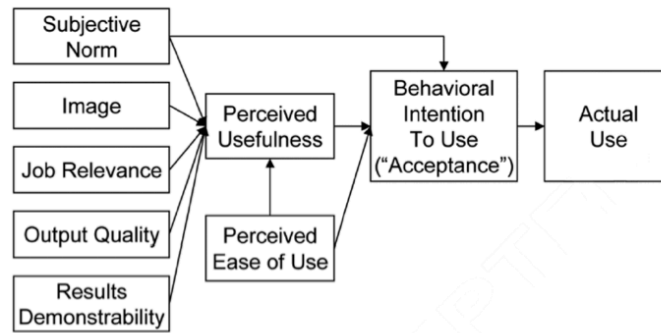 Subjective
Norm
Image
Job Relevance
Output Quality
Results
Demonstrability
Perceived
Usefulness
Perceived
Ease of Use
Behavioral
Intention
To Use
(“Acceptance”)
Actual
Use